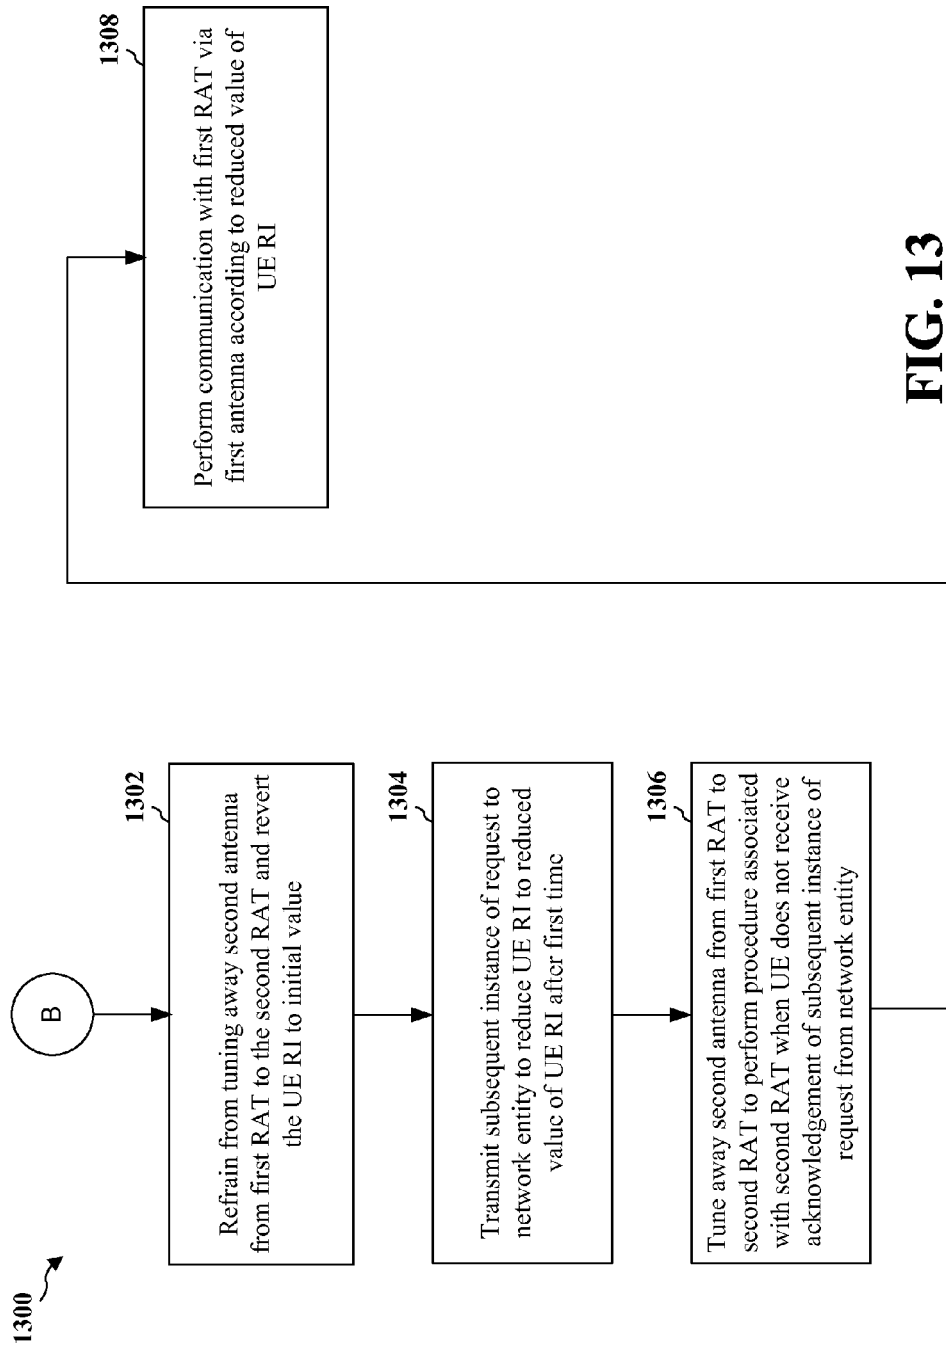 1300
B
1302
Refrain from tuning away second antenna
from first RAT to the second RAT and revert
the UE RI to initial value
1304
Transmit subsequent instance of request to
network entity to reduce UE RI to reduced
value of UE RI after first time
1306
Tune away second antenna from first RAT to
second RAT to perform procedure associated
with second RAT when UE does not receive
acknowledgement of subsequent instance of
request from network entity
1308
Perform communication with first RAT via
first antenna according to reduced value of
UE RI
FIG. 13